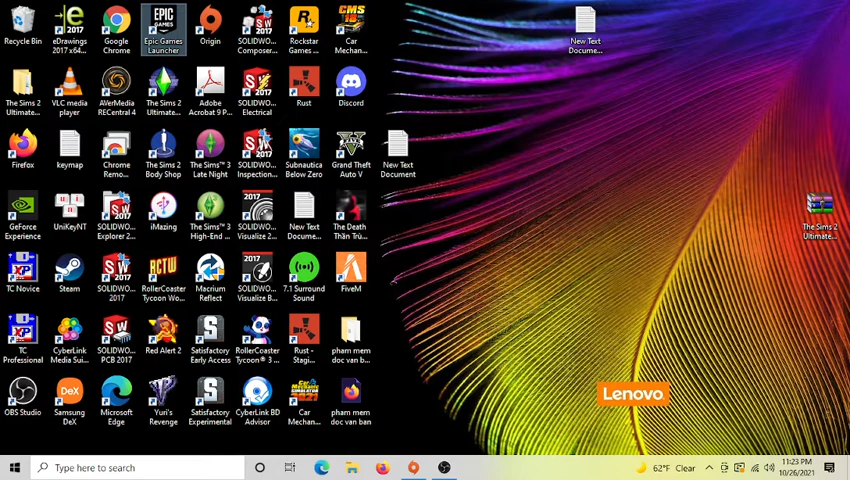 Recycle Bin
eDrawings
2017 x64...
Google
Chrome
EPIC
GAMES
Epic Games
Launcher
Origin
SOLIDWO...
Composer...
Rockstar
Games ...
CMS
Car
Mechan...
New Text
Docume...
The Sims 2
Ultimate...
VLC media
player
AVerMedia
RECentral 4
The Sims 2
Ultimate...
Adobe
Acrobat 9 P...
SOLIDWO...
Electrical
Rust
Discord
Firefox
keymap
Chrome
Remo...
The Sims 2
Body Shop
The Sims™ 3
Late Night
SOLIDWO...
Inspection...
Subnautica
Below Zero
Grand Theft
Auto V
New Text
Document
GeForce
Experience
UniKeyNT
SOLIDWO...
Explorer 2...
iMazing
The Sims™ 3
High-End ...
SOLIDWO...
Visualize 2...
New Text
Docume...
The Death
Thần Trù...
The Sims 2
Ultimate...
TC Novice
Steam
SOLIDWO...
2017
RCTW
RollerCoaster
Tycoon Wo...
Macrium
Reflect
SOLIDWO...
Visualize B...
7.1 Surround
Sound
FiveM
TC
Professional
CyberLink
Media Sui...
SOLIDWO...
PCB 2017
Red Alert 2
Satisfactory
Early Access
RollerCoaster
Tycoon® 3 ...
Rust -
Stagi...
pham mem
doc van b...
Lenovo
OBS Studio
DeX
Samsung
DeX
Microsoft
Edge
Yuri's
Revenge
Satisfactory
Experimental
CyberLink BD
Advisor
Car
Mechan...
pham mem
doc van ban
Type here to search
62°F Clear
11:23 PM
10/26/2021